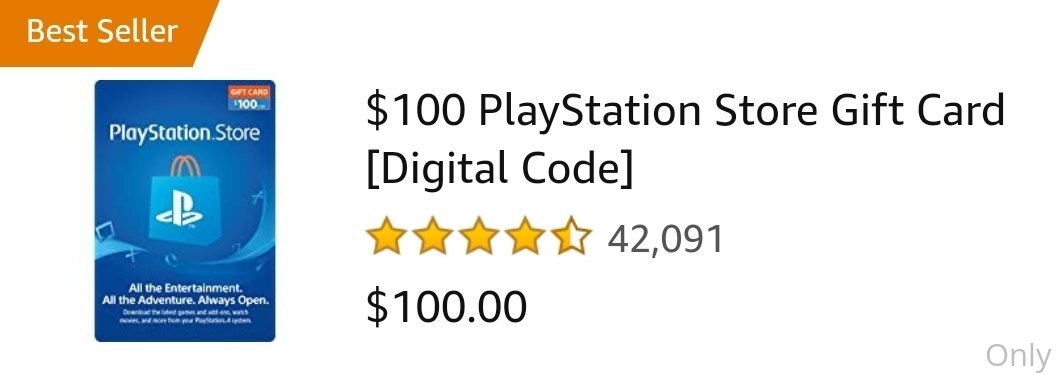 Best Seller
GIFT CARD
$100
PlayStation.Store
All the Entertainment.
All the Adventure. Always Open.
Download the latest games and add-ons, watch
movies, and more from your PlayStation.4 system.
$100 PlayStation Store Gift Card
[Digital Code]
42,091
$100.00
Only